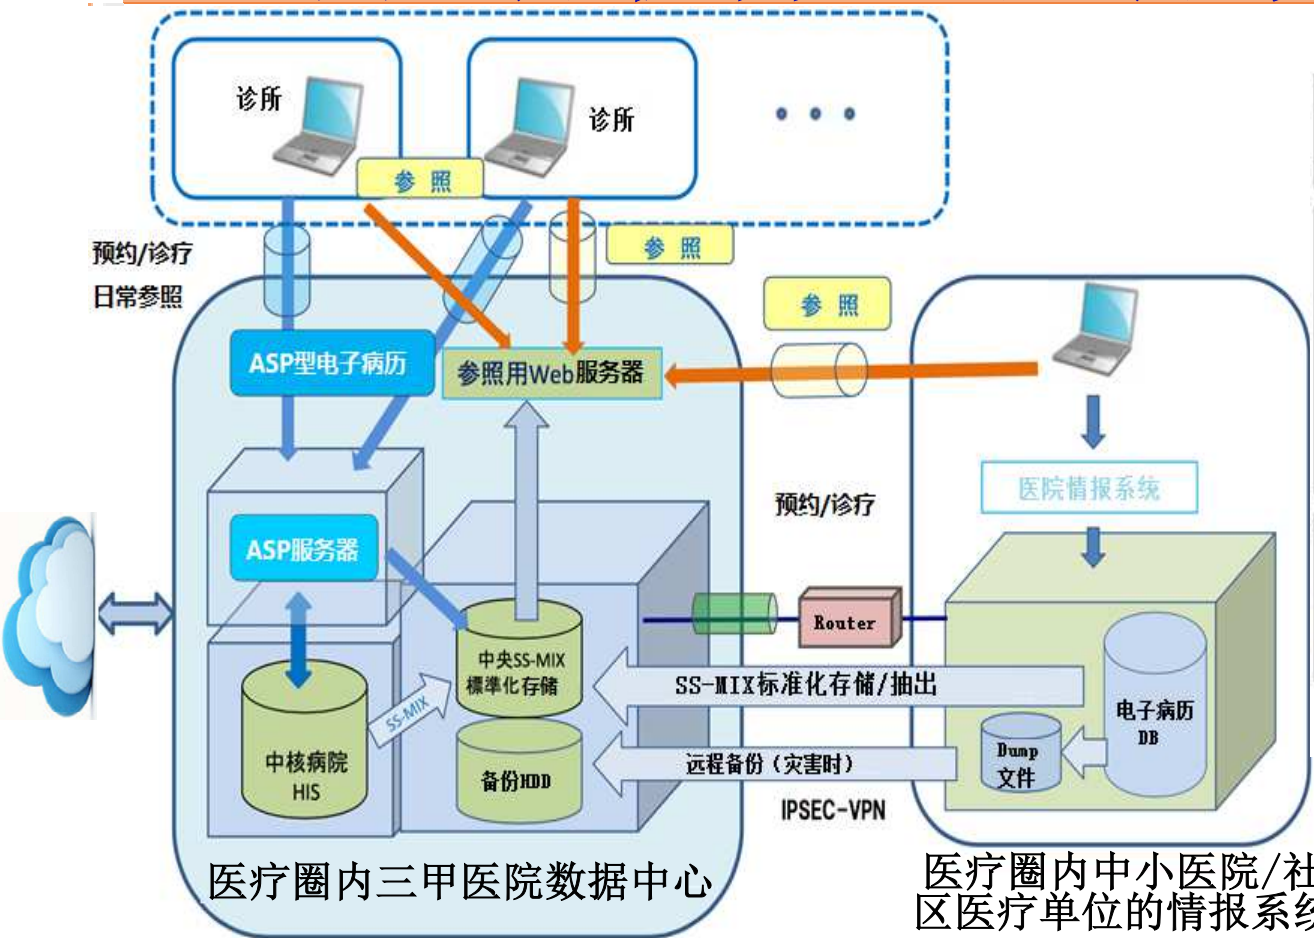 诊所
诊所
参 照
参 照
预约/诊疗
日常参照
参 照
ASP型电子病历
参照用Web服务器
医院情报系统
预约/诊疗
ASP服务器
Router
中央SS-MIX
標準化存储
SS-MIX标准化存储/抽出
SS-MIX
电子病历
DB
中核病院
HIS
备份HDD
远程备份（灾害时）
Dump
文件
IPSEC-VPN
医疗圈内三甲医院数据中心
医疗圈内中小医院/社
区医疗单位的情报系统